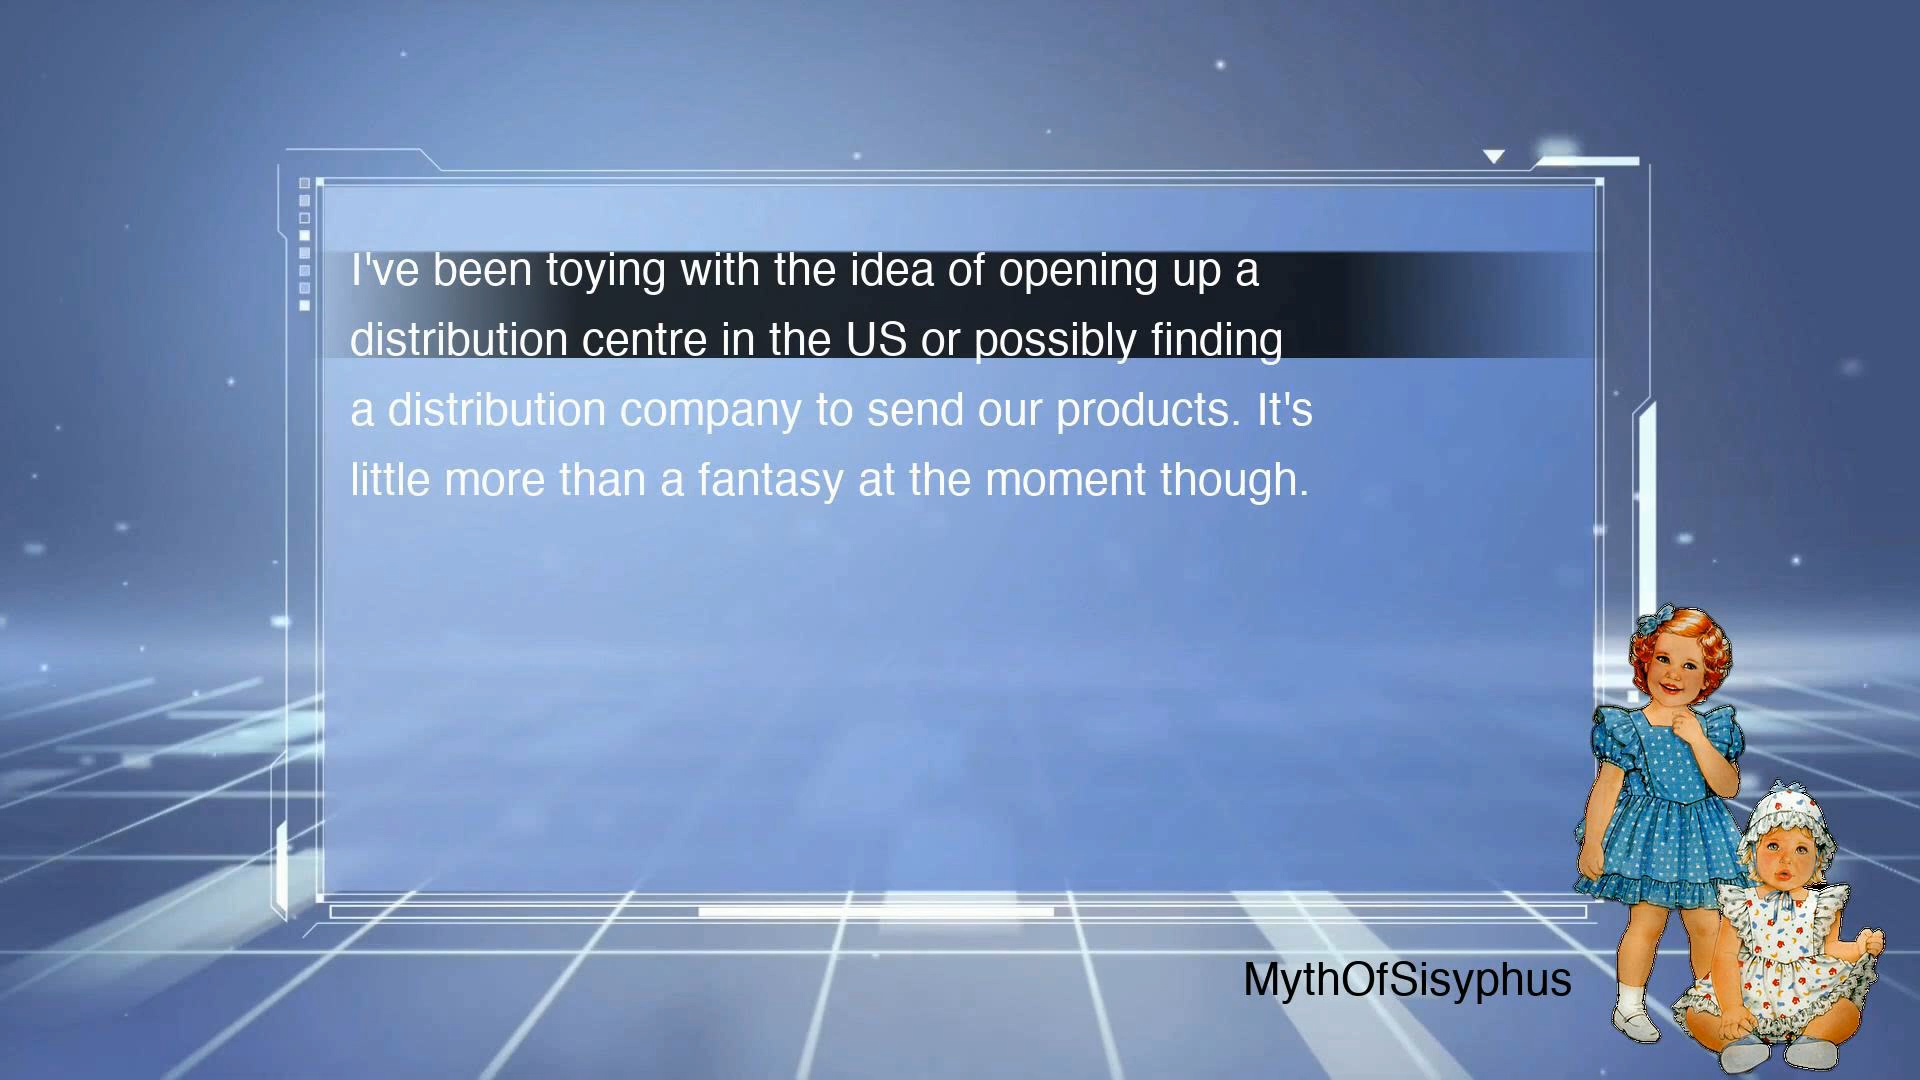 I've been toying with the idea of opening up a
distribution centre in the US or possibly finding
a distribution company to send our products. It's
little more than a fantasy at the moment though.
MythOfSisyphus